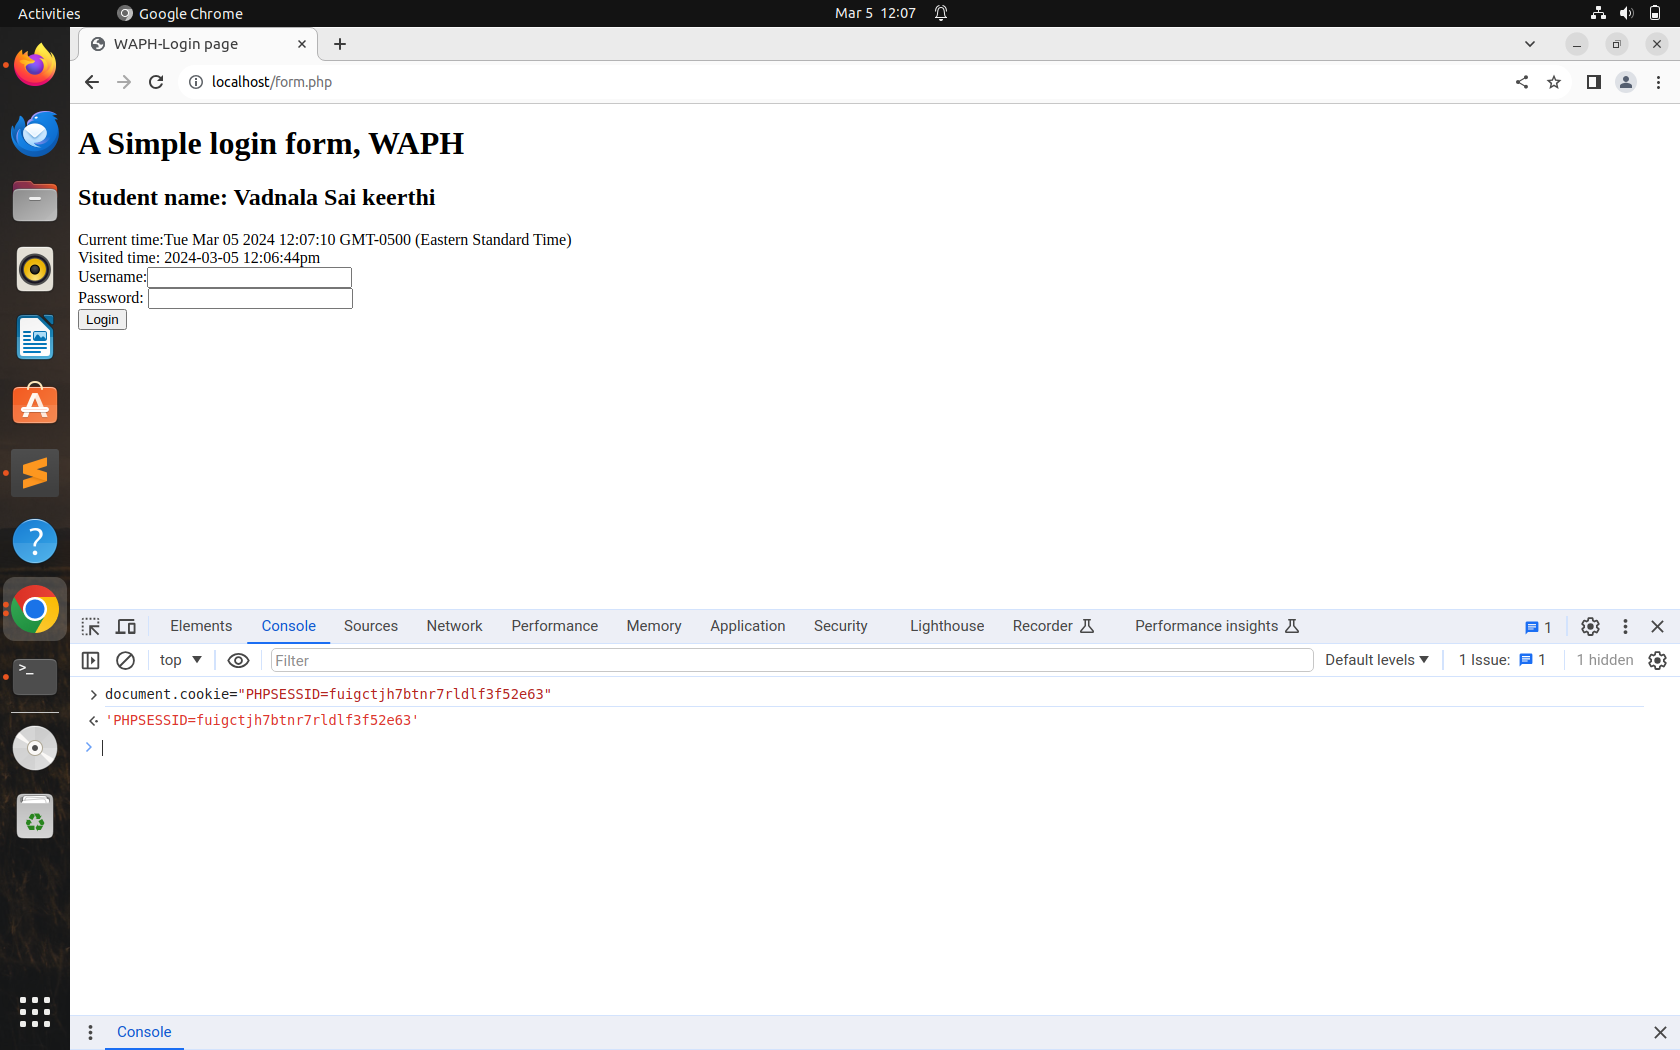 Activities Google Chrome Mar 5 12:07
WAPH-Login page
localhost/form.php
A Simple login form, WAPH
Student name: Vadnala Sai keerthi
Current time:Tue Mar 05 2024 12:07:10 GMT-0500 (Eastern Standard Time)
Visited time: 2024-03-05 12:06:44pm
Username:
Password:
Login
Elements Console Sources Network Performance Memory Application Security Lighthouse Recorder Performance insights 1
top Filter Default levels 1 Issue: 1 1 hidden
document.cookie="PHPSESSID=fuigctjh7btnr7rldlf3f52e63"
'PHPSESSID=fuigctjh7btnr7rldlf3f52e63'
Console